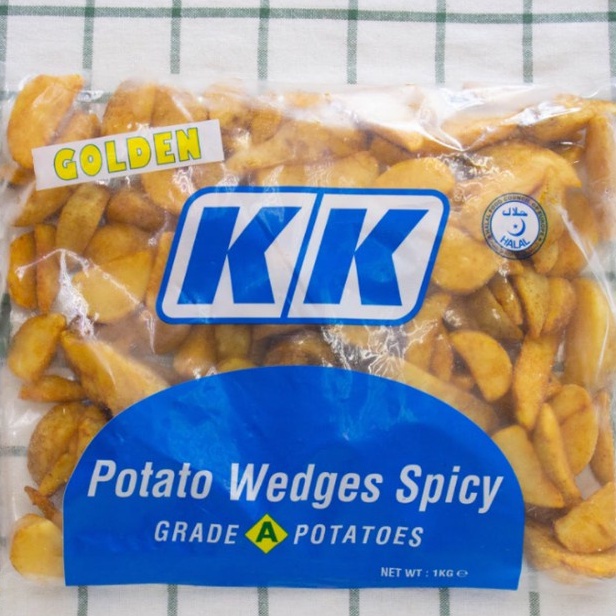 GOLDEN
KK
حلال
HALAL
Potato Wedges Spicy
GRADE A POTATOES
NET WT : 1KG ℮